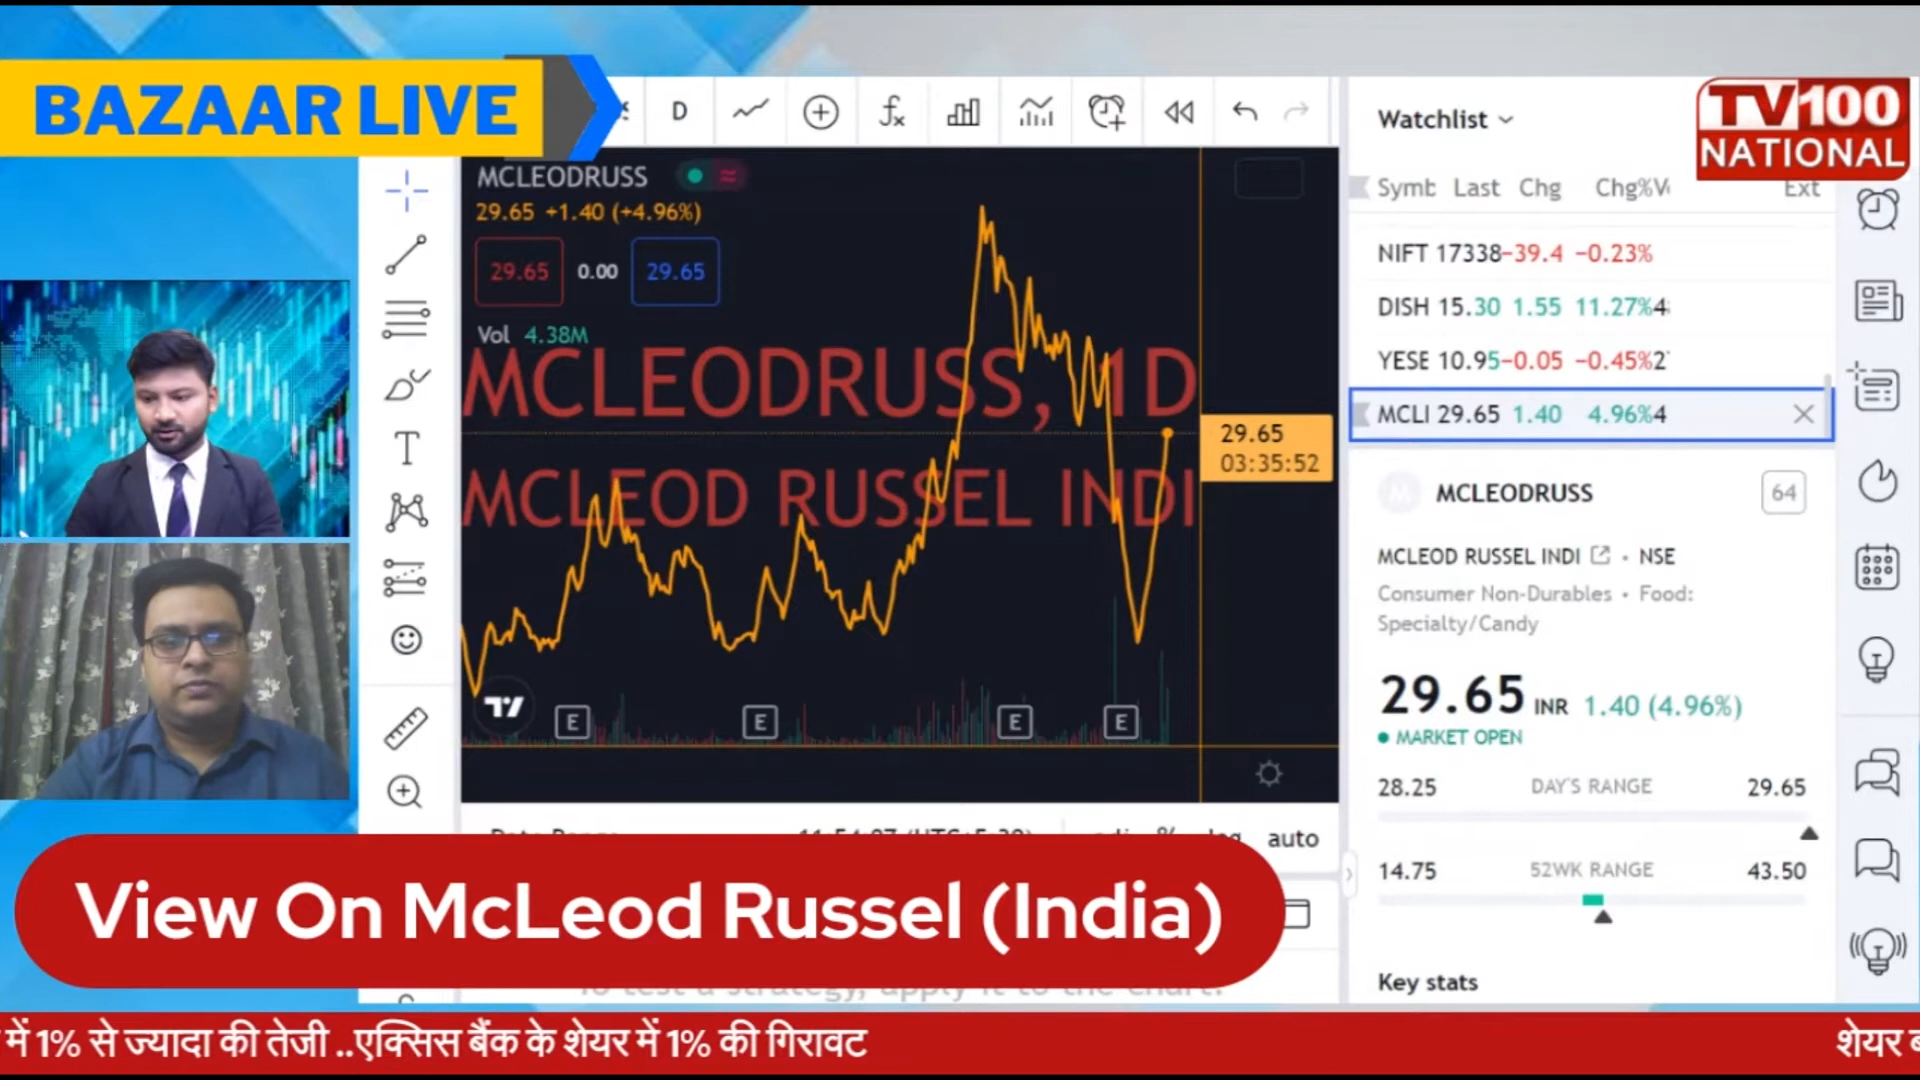 BAZAAR LIVE
D
Watchlist
TV100
NATIONAL
MCLEODRUSS
29.65 +1.40 (+4.96%)
29.65 0.00 29.65
Vol 4.38M
MCLEODRUSS, 1D
MCLEOD RUSSEL INDI
29.65
03:35:52
E E E E
Symb Last Chg Chg% Ext
NIFT 17338 -39.4 -0.23%
DISH 15.30 1.55 11.27%
YESE 10.95 -0.05 -0.45%
MCLI 29.65 1.40 4.96%
MCLEODRUSS 64
MCLEOD RUSSEL INDI • NSE
Consumer Non-Durables • Food:
Specialty/Candy
29.65 INR 1.40 (4.96%)
MARKET OPEN
28.25 DAY'S RANGE 29.65
14.75 52WK RANGE 43.50
Key stats
auto
View On McLeod Russel (India)
में 1% से ज्यादा की तेजी ..एक्सिस बैंक के शेयर में 1% की गिरावट
शेयर